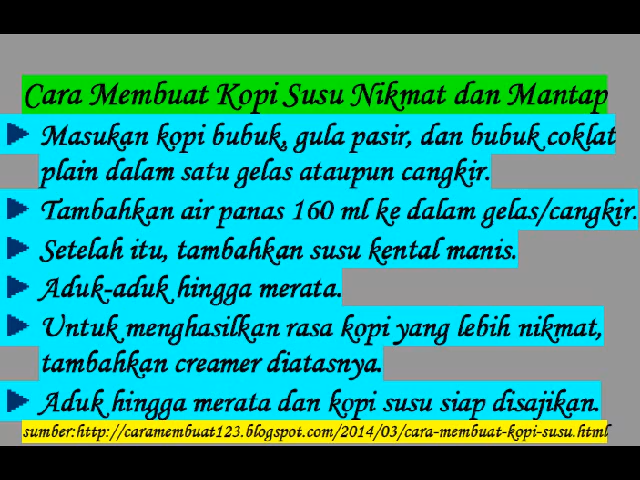 Cara Membuat Kopi Susu Nikmat dan Mantap
Masukan kopi bubuk, gula pasir, dan bubuk coklat
plain dalam satu gelas ataupun cangkir.
Tambahkan air panas 160 ml ke dalam gelas/cangkir.
Setelah itu, tambahkan susu kental manis.
Aduk-aduk hingga merata.
Untuk menghasilkan rasa kopi yang lebih nikmat,
tambahkan creamer diatasnya.
Aduk hingga merata dan kopi susu siap disajikan.
sumber:http://caramembuat123.blogspot.com/2014/03/cara-membuat-kopi-susu.html